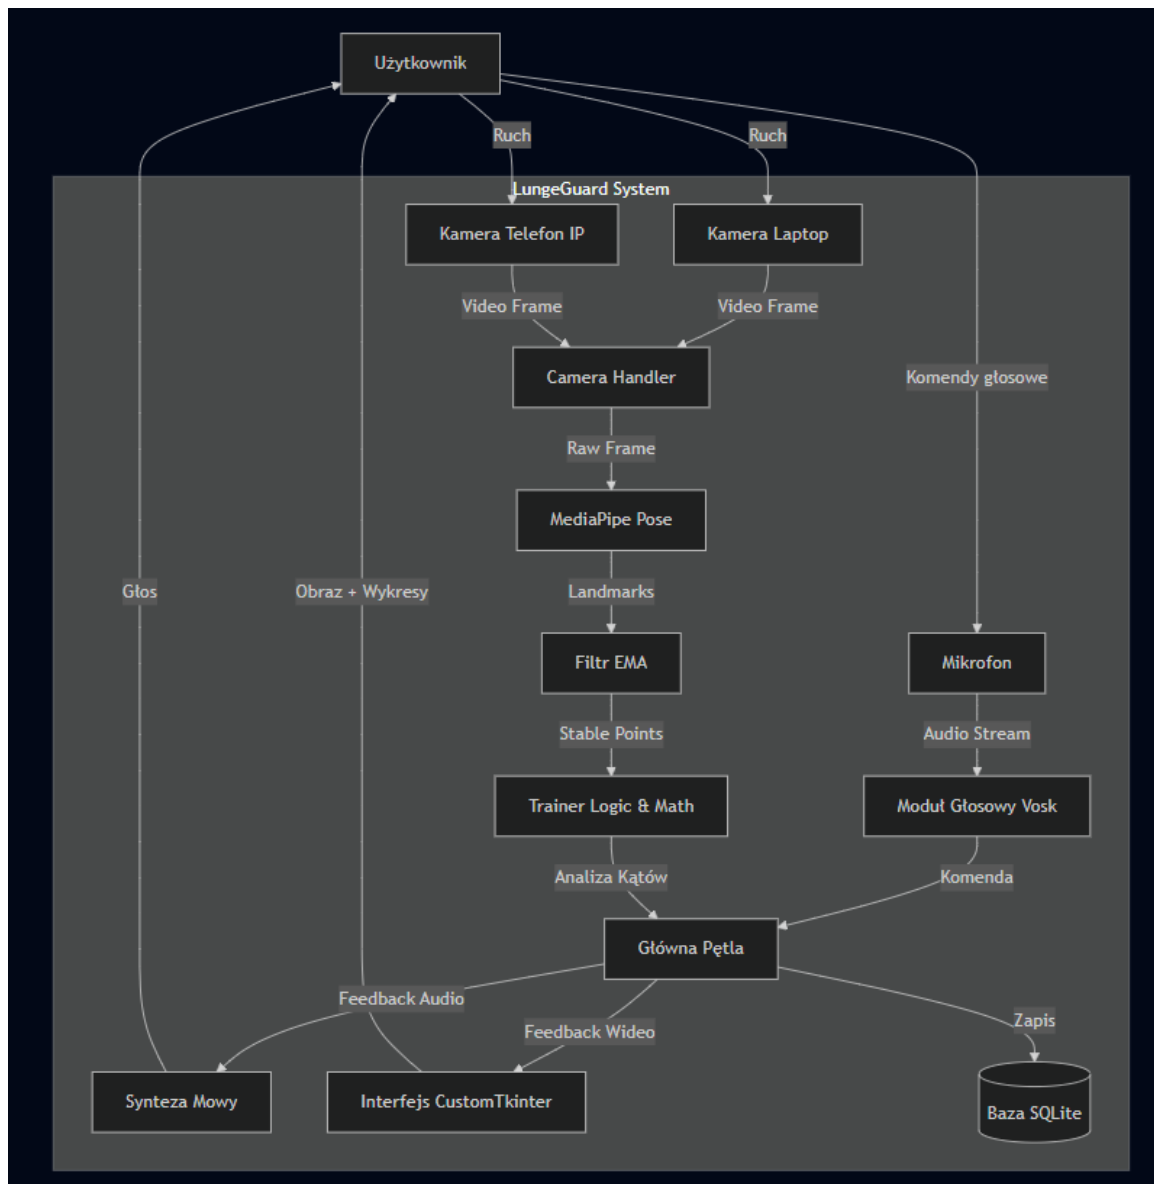 Użytkownik
Ruch
Ruch
LungeGuard System
Kamera Telefon IP
Kamera Laptop
Video Frame
Video Frame
Camera Handler
Komendy głosowe
Raw Frame
MediaPipe Pose
Głos
Obraz + Wykresy
Landmarks
Filtr EMA
Mikrofon
Stable Points
Audio Stream
Trainer Logic & Math
Moduł Głosowy Vosk
Analiza Kątów
Komenda
Główna Pętla
Feedback Audio
Feedback Wideo
Zapis
Synteza Mowy
Interfejs CustomTkinter
Baza SQLite